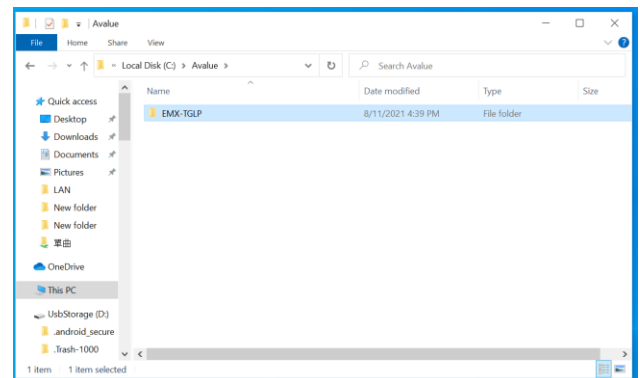 Avalue
File Home Share View
Local Disk (C:) > Avalue >
Search Avalue
Name Date modified Type Size
Quick access
EMX-TGLP 8/11/2021 4:39 PM File folder
Desktop
Downloads
Documents
Pictures
LAN
New folder
New folder
單曲
OneDrive
This PC
UsbStorage (D:)
.android_secure
.Trash-1000
1 item 1 item selected